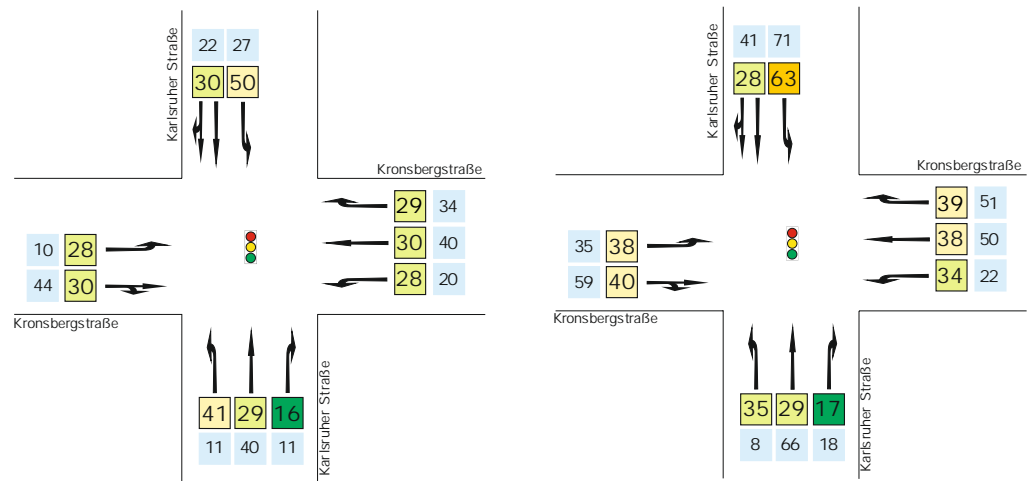 22 27
30 50
Karlsruher Straße
Kronsbergstraße
29 34
30 40
28 20
10 28
44 30
Kronsbergstraße
41 29 16
11 40 11
Karlsruher Straße
41 71
28 63
Karlsruher Straße
Kronsbergstraße
39 51
38 50
34 22
35 38
59 40
Kronsbergstraße
35 29 17
8 66 18
Karlsruher Straße